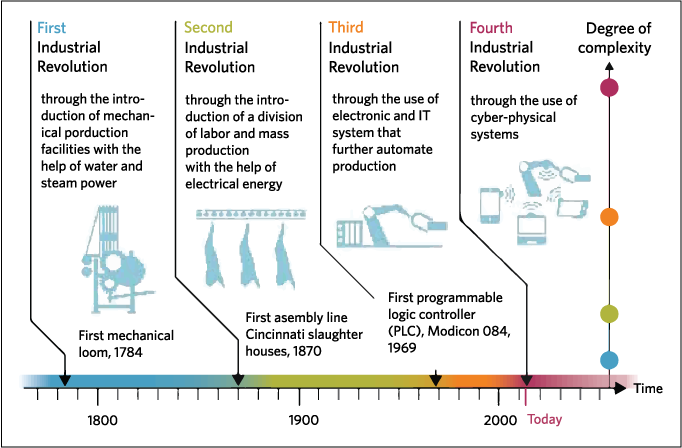 First
Industrial
Revolution
through the intro-
duction of mechan-
ical porduction
facilities with the
help of water and
steam power
First mechanical
loom, 1784
Second
Industrial
Revolution
through the intro-
duction of a division
of labor and mass
production
with the help of
electrical energy
First asembly line
Cincinnati slaughter
houses, 1870
Third
Industrial
Revolution
through the use of
electronic and IT
system that
further automate
production
First programmable
logic controller
(PLC), Modicon 084,
1969
Fourth
Industrial
Revolution
through the use of
cyber-physical
systems
Degree of
complexity
Time
1800
1900
2000
Today